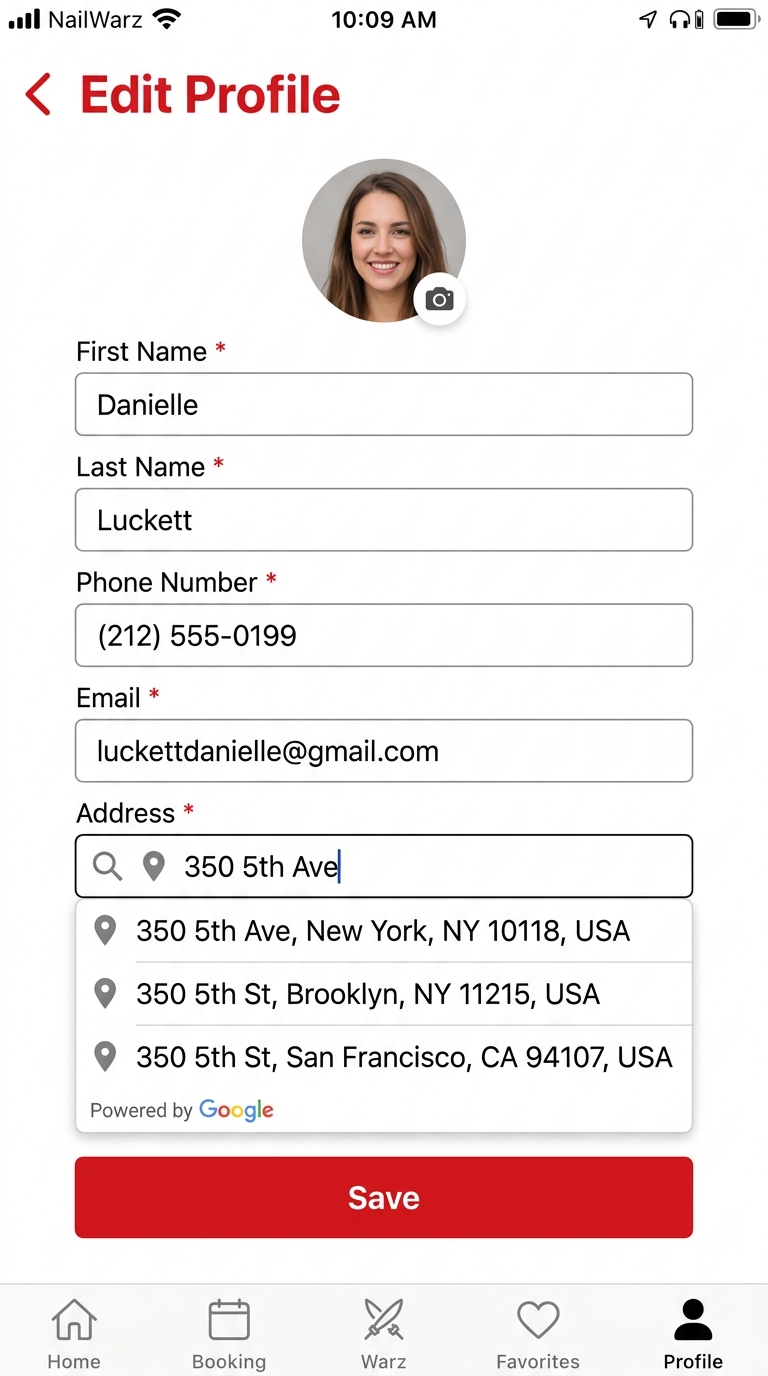 NailWarz 10:09 AM
Edit Profile
First Name *
Danielle
Last Name *
Luckett
Phone Number *
(212) 555-0199
Email *
luckettdanielle@gmail.com
Address *
350 5th Ave
350 5th Ave, New York, NY 10118, USA
350 5th St, Brooklyn, NY 11215, USA
350 5th St, San Francisco, CA 94107, USA
Powered by Google
Save
Home Booking Warz Favorites Profile